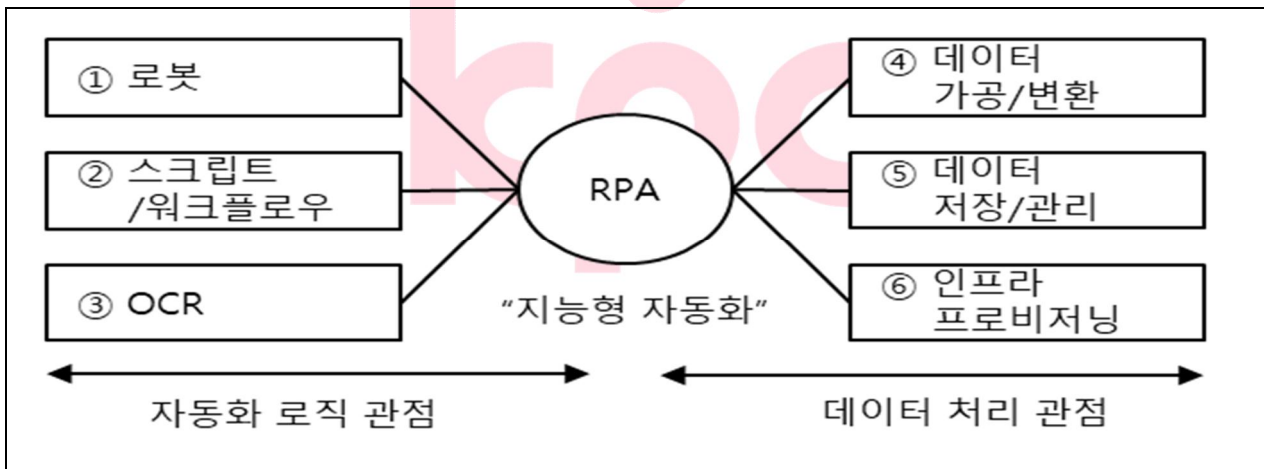 ① 로봇
② 스크립트
/워크플로우
③ OCR
RPA
"지능형 자동화"
④ 데이터
가공/변환
⑤ 데이터
저장/관리
⑥ 인프라
프로비저닝
자동화 로직 관점
데이터 처리 관점
kpc